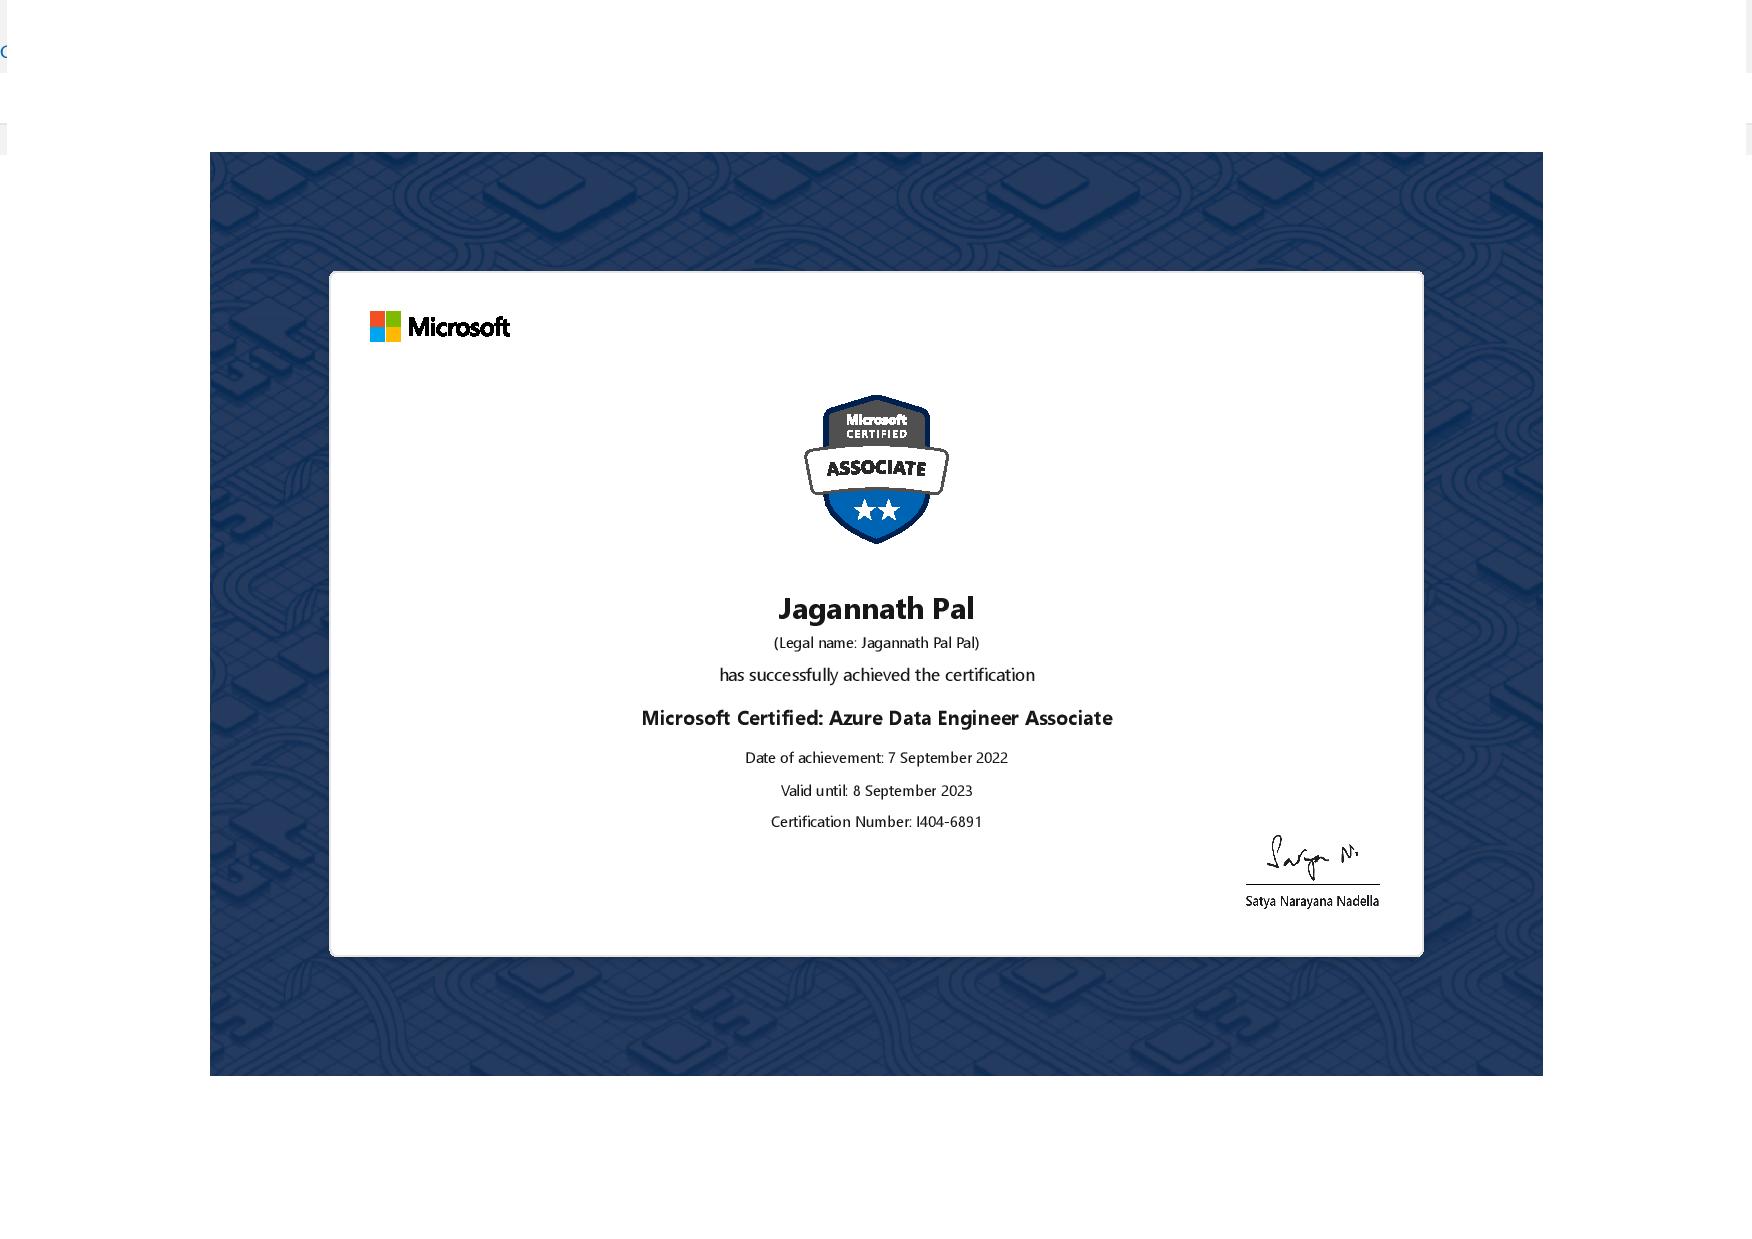 Microsoft
Microsoft
CERTIFIED
ASSOCIATE
Jagannath Pal
(Legal name: Jagannath Pal Pal)
has successfully achieved the certification
Microsoft Certified: Azure Data Engineer Associate
Date of achievement: 7 September 2022
Valid until: 8 September 2023
Certification Number: I404-6891
Satya N.
Satya Narayana Nadella